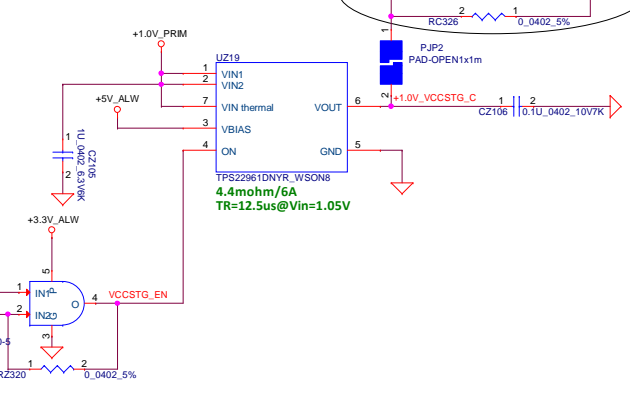 2
1
RC326
0_0402_5%
1
PJP2
PAD-OPEN1x1m
2
+1.0V_VCCSTG_C
1
2
CZ106
0.1U_0402_10V7K
+1.0V_PRIM
UZ19
1
VIN1
2
VIN2
7
VIN thermal
VOUT
6
+5V_ALW
3
VBIAS
4
ON
GND
5
TPS22961DNYR_WSON8
4.4mohm/6A
TR=12.5us@Vin=1.05V
1
CZ105
1U_0402_6.3V6K
2
+3.3V_ALW
5
1
IN1
P
O
4
VCCSTG_EN
2
IN2
G
3
0-5
1
2
RZ320
0_0402_5%